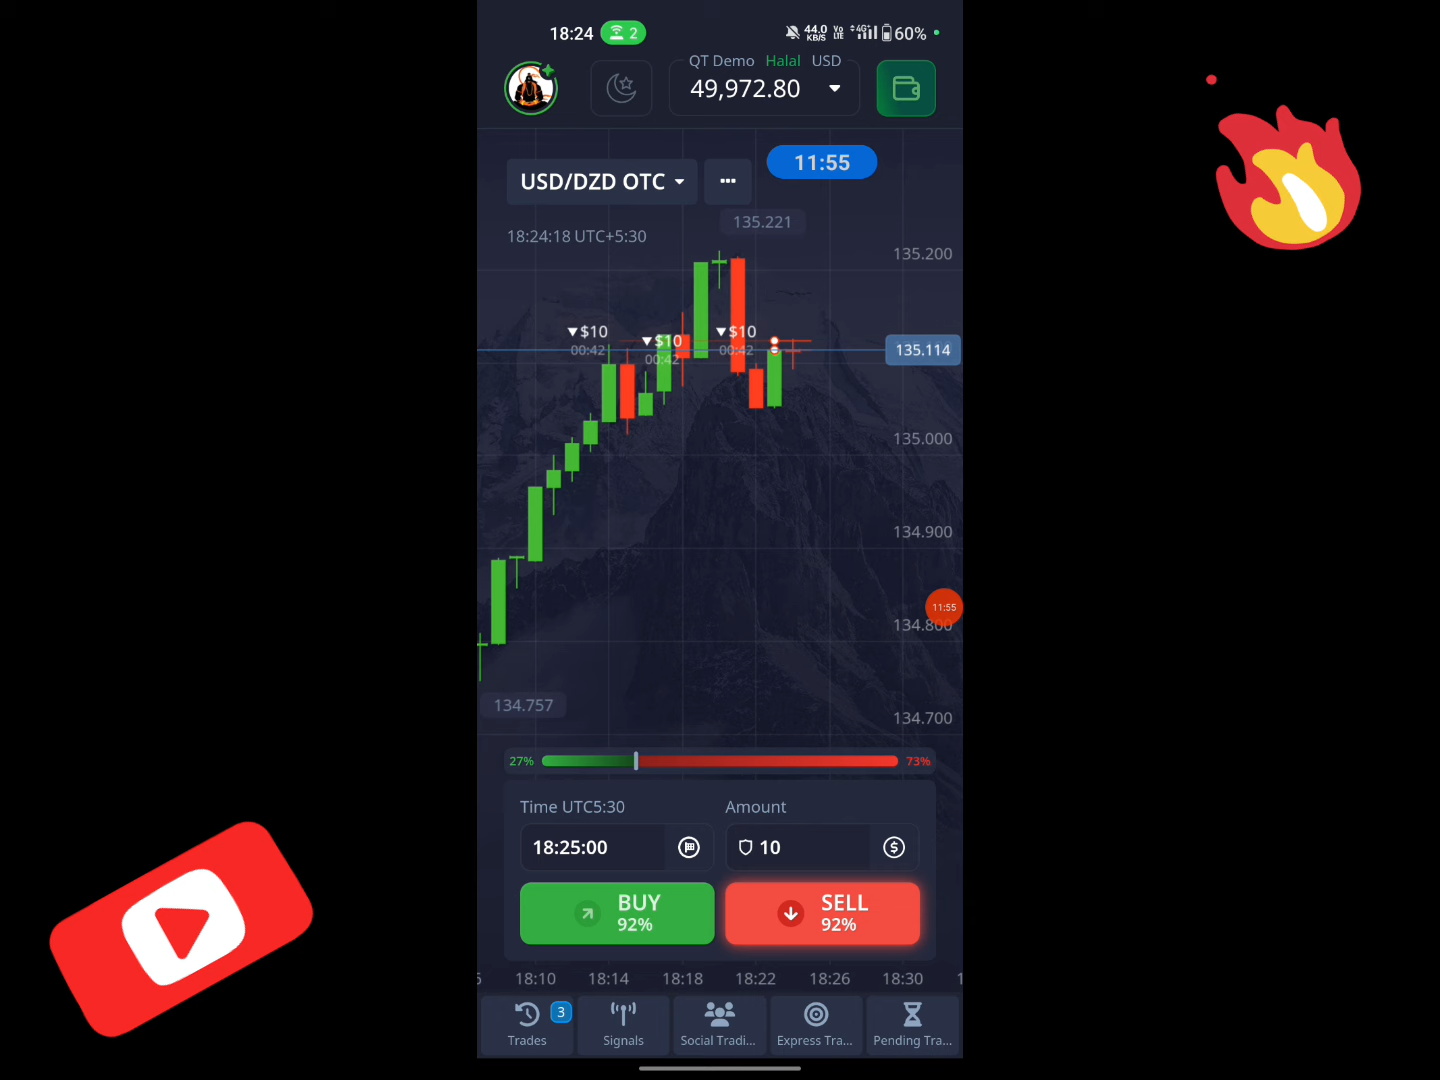 18:24 2 44.0 KB/S Vo LTE 4G+ 60%
QT Demo Halal USD
49,972.80
USD/DZD OTC ...
11:55
135.221
18:24:18 UTC+5:30
135.200
$10 $10 $10
00:42 00:42 00:42
135.114
135.000
134.900
11:55
134.800
134.757
134.700
27% 73%
Time UTC5:30 Amount
18:25:00 10 $
BUY SELL
92% 92%
18:10 18:14 18:18 18:22 18:26 18:30
3
Trades Signals Social Tradi... Express Tra... Pending Tra...